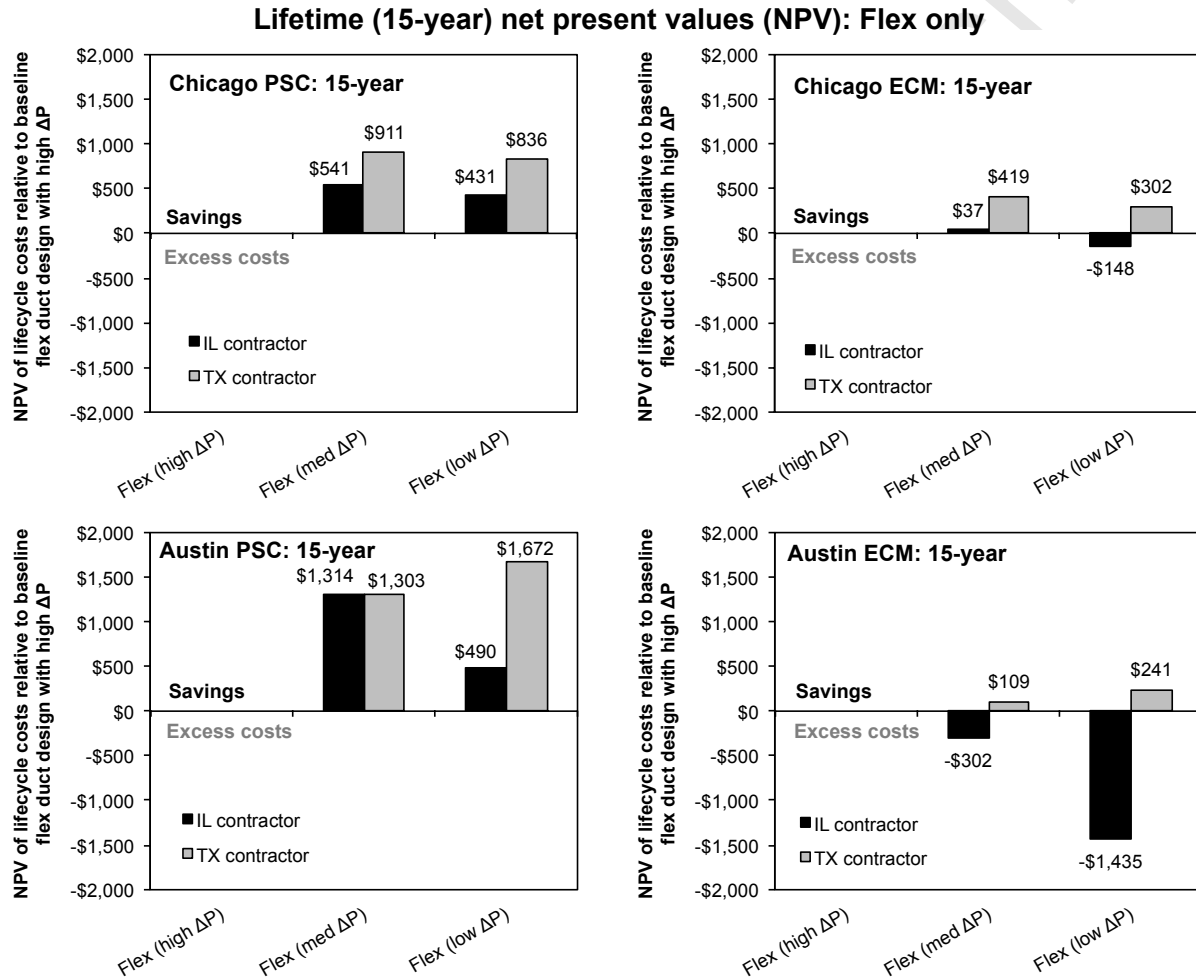 Lifetime (15-year) net present values (NPV): Flex only
NPV of lifecycle costs relative to baseline
flex duct design with high ΔP
$2,000
$1,500
$1,000
$500
$0
-$500
-$1,000
-$1,500
-$2,000
Chicago PSC: 15-year
$541
$911
$431
$836
Savings
Excess costs
IL contractor
TX contractor
Flex (high ΔP)
Flex (med ΔP)
Flex (low ΔP)
NPV of lifecycle costs relative to baseline
flex duct design with high ΔP
$2,000
$1,500
$1,000
$500
$0
-$500
-$1,000
-$1,500
-$2,000
Chicago ECM: 15-year
$37
$419
$302
-$148
Savings
Excess costs
IL contractor
TX contractor
Flex (high ΔP)
Flex (med ΔP)
Flex (low ΔP)
NPV of lifecycle costs relative to baseline
flex duct design with high ΔP
$2,000
$1,500
$1,000
$500
$0
-$500
-$1,000
-$1,500
-$2,000
Austin PSC: 15-year
$1,314
$1,303
$490
$1,672
Savings
Excess costs
IL contractor
TX contractor
Flex (high ΔP)
Flex (med ΔP)
Flex (low ΔP)
NPV of lifecycle costs relative to baseline
flex duct design with high ΔP
$2,000
$1,500
$1,000
$500
$0
-$500
-$1,000
-$1,500
-$2,000
Austin ECM: 15-year
$109
$241
-$302
-$1,435
Savings
Excess costs
IL contractor
TX contractor
Flex (high ΔP)
Flex (med ΔP)
Flex (low ΔP)